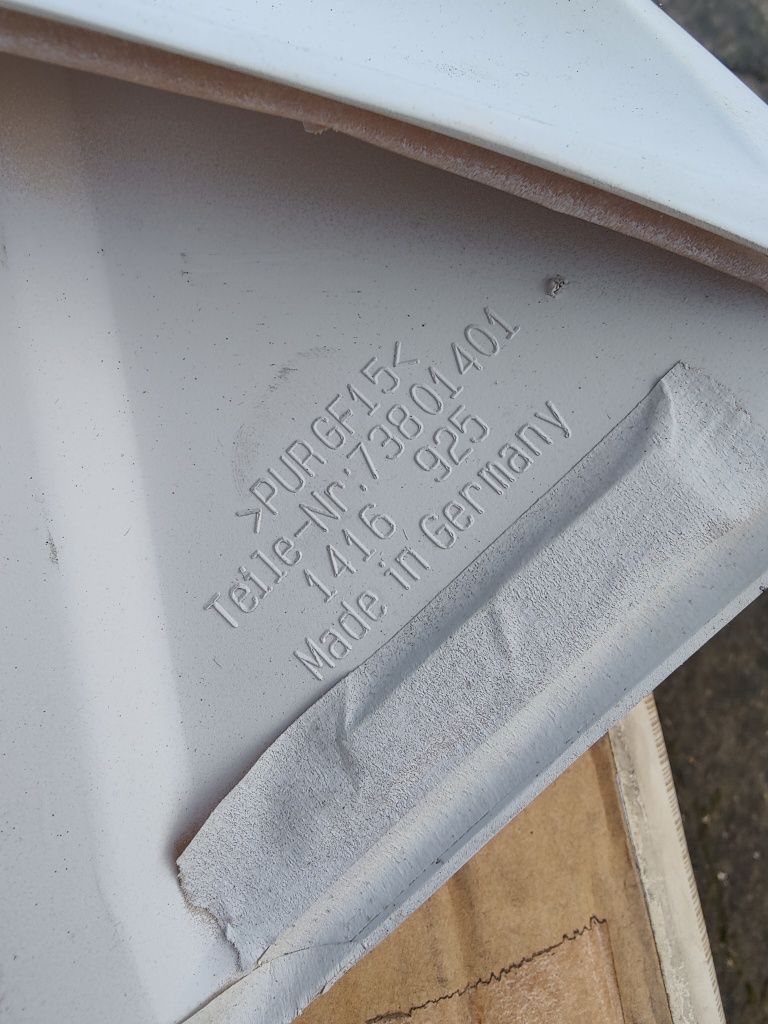 >PUR GF15<
Teile-Nr:73801401
1416 925
Made in Germany